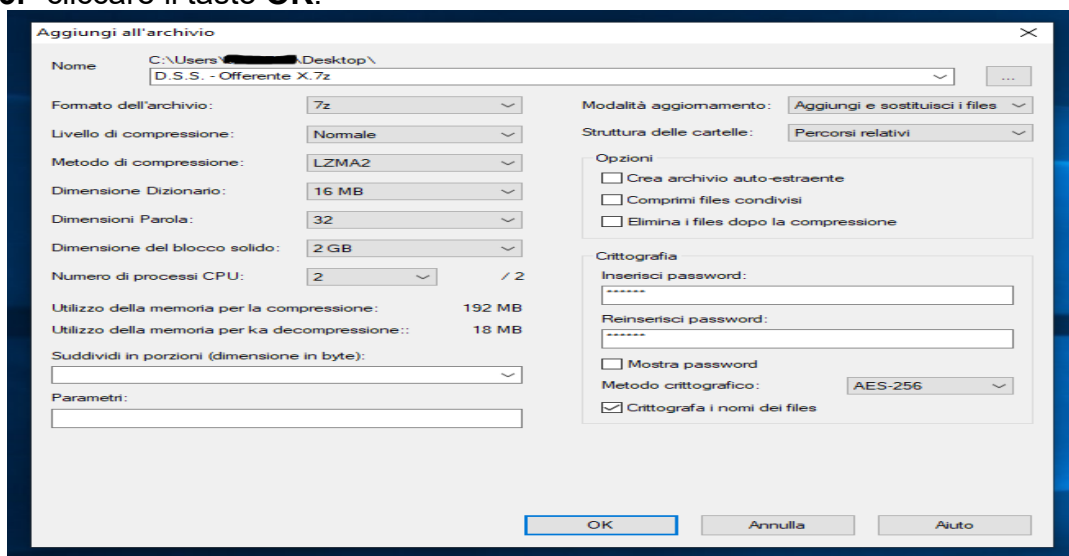 cliccare il tasto OK.
Aggiungi all'archivio
Nome
C:\Users\ \Desktop\
D.S.S. - Offerente X.7z
...
Formato dell'archivio: 7z
Livello di compressione: Normale
Metodo di compressione: LZMA2
Dimensione Dizionario: 16 MB
Dimensioni Parola: 32
Dimensione del blocco solido: 2 GB
Numero di processi CPU: 2 / 2
Utilizzo della memoria per la compressione: 192 MB
Utilizzo della memoria per ka decompressione:: 18 MB
Suddividi in porzioni (dimensione in byte):
Parametri:
Modalità aggiornamento: Aggiungi e sostituisci i files
Struttura delle cartelle: Percorsi relativi
Opzioni
Crea archivio auto-estraente
Comprimi files condivisi
Elimina i files dopo la compressione
Crittografia
Inserisci password:
******
Reinserisci password:
******
Mostra password
Metodo crittografico: AES-256
Crittografa i nomi dei files
OK Annulla Aiuto